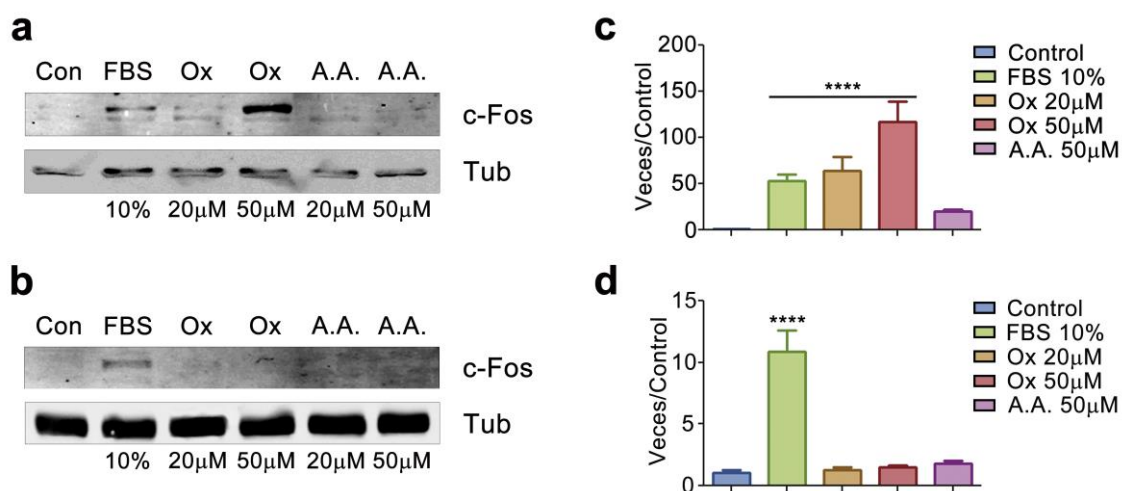 a
Con FBS Ox Ox A.A. A.A.
c-Fos
Tub
10% 20µM 50µM 20µM 50µM
b
Con FBS Ox Ox A.A. A.A.
c-Fos
Tub
10% 20µM 50µM 20µM 50µM
c
Veces/Control
200
150
100
50
0
****
Control
FBS 10%
Ox 20µM
Ox 50µM
A.A. 50µM
d
Veces/Control
15
10
5
0
****
Control
FBS 10%
Ox 20µM
Ox 50µM
A.A. 50µM